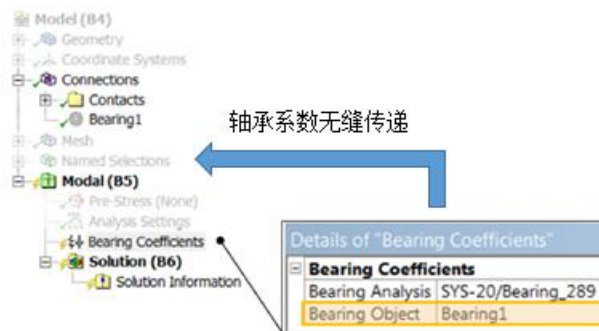 Model (B4)
Geometry
Coordinate Systems
Connections
Contacts
Bearing1
Mesh
Named Selections
Modal (B5)
Pre-Stress (None)
Analysis Settings
Bearing Coefficients
Solution (B6)
Solution Information
轴承系数无缝传递
Details of "Bearing Coefficients"
Bearing Coefficients
Bearing Analysis SYS-20/Bearing_289
Bearing Object Bearing1